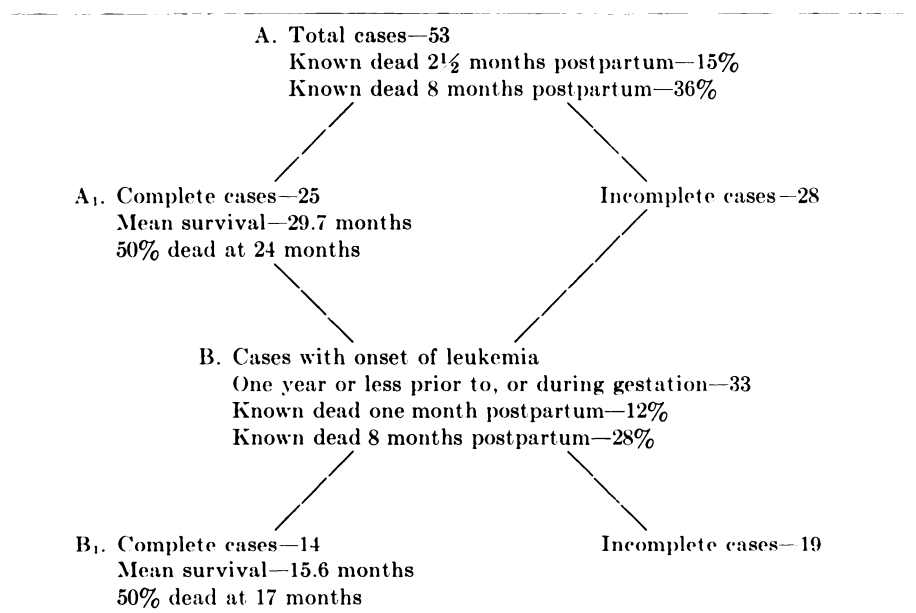 A. Total cases—53
Known dead 2½ months postpartum—15%
Known dead 8 months postpartum—36%
A₁. Complete cases—25
Mean survival—29.7 months
50% dead at 24 months
Incomplete cases—28
B. Cases with onset of leukemia
One year or less prior to, or during gestation—33
Known dead one month postpartum—12%
Known dead 8 months postpartum—28%
B₁. Complete cases—14
Mean survival—15.6 months
50% dead at 17 months
Incomplete cases—19